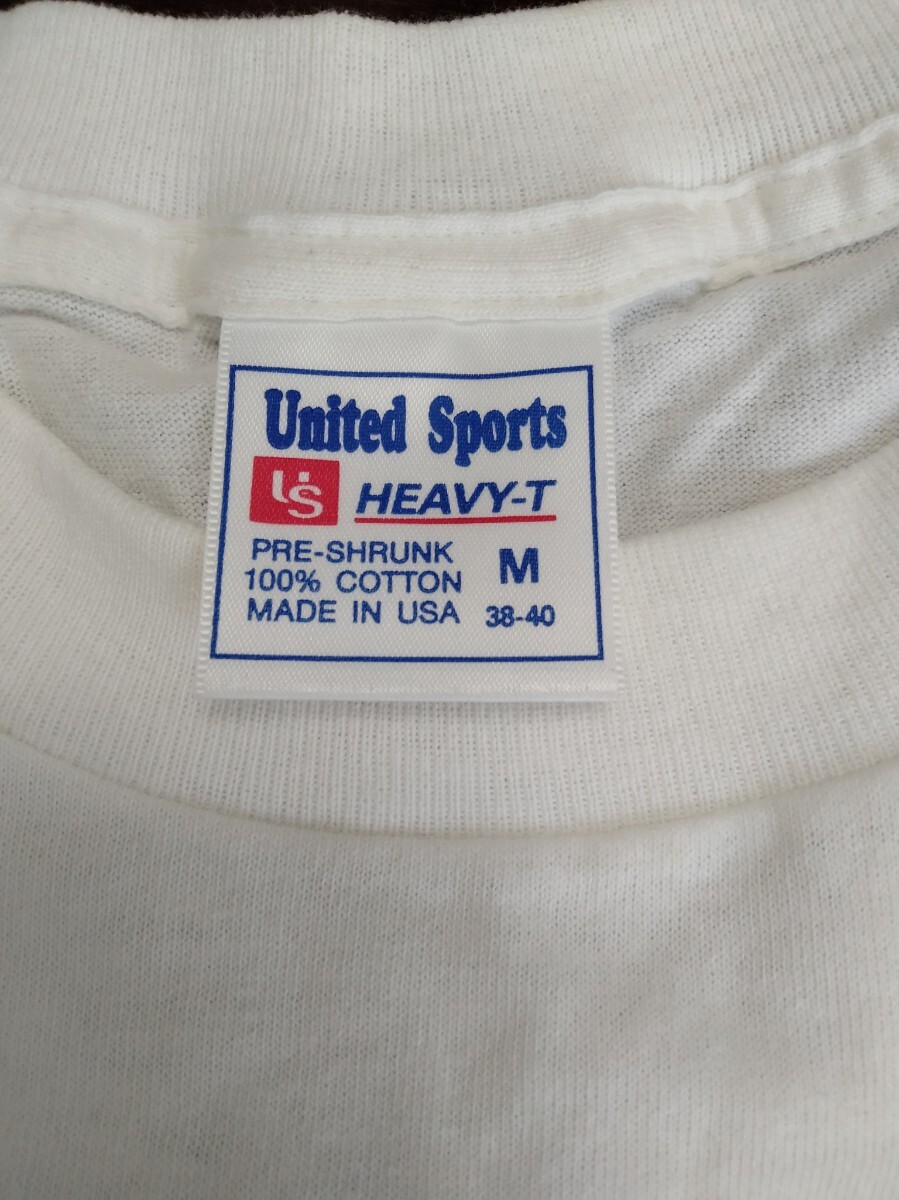 United Sports
US HEAVY-T
PRE-SHRUNK
100% COTTON
MADE IN USA
M
38-40